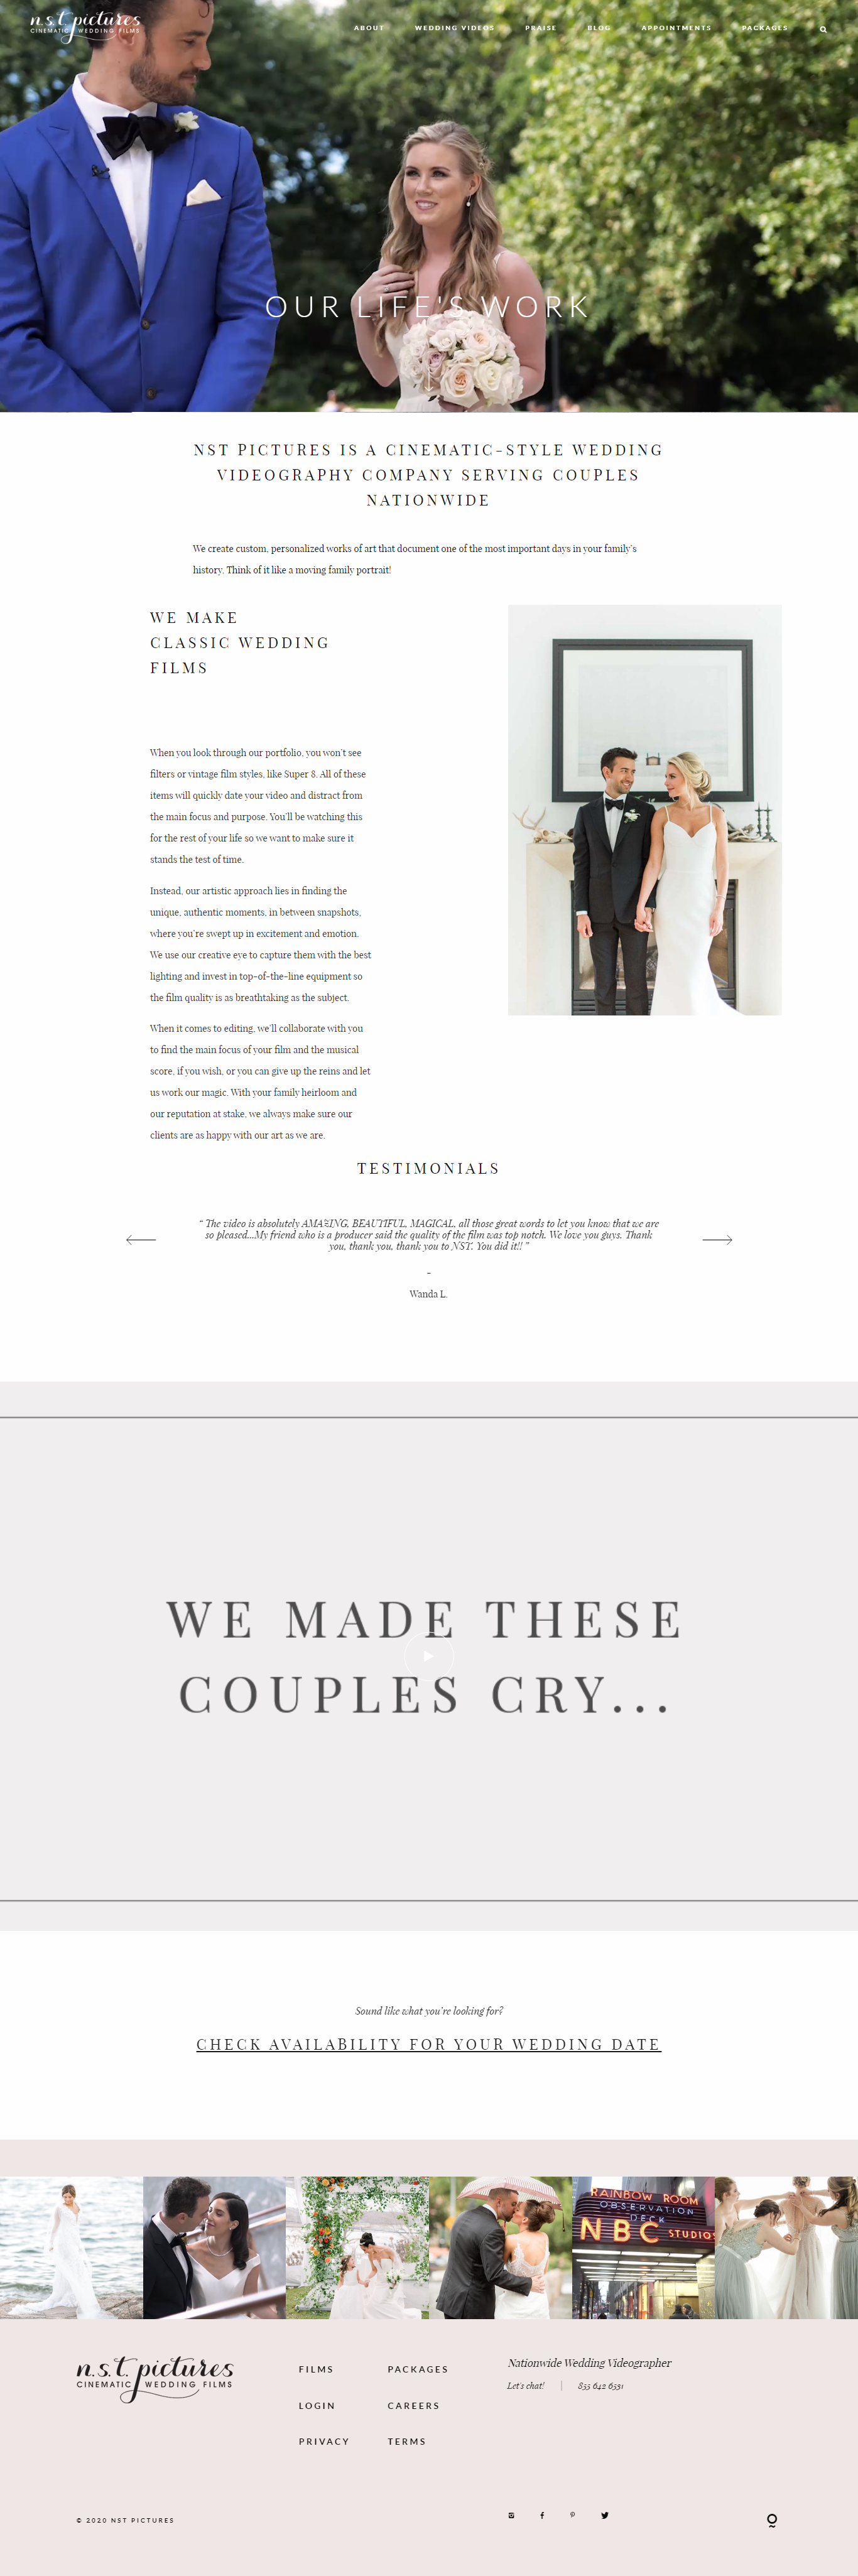 n.s.t. pictures
CINEMATIC WEDDING FILMS
ABOUT WEDDING VIDEOS PRAISE BLOG APPOINTMENTS PACKAGES
OUR LIFE'S WORK
NST PICTURES IS A CINEMATIC-STYLE WEDDING
VIDEOGRAPHY COMPANY SERVING COUPLES
NATIONWIDE
We create custom, personalized works of art that document one of the most important days in your family's
history. Think of it like a moving family portrait!
WE MAKE
CLASSIC WEDDING
FILMS
When you look through our portfolio, you won't see
filters or vintage film styles, like Super 8. All of these
items will quickly date your video and distract from
the main focus and purpose. You'll be watching this
for the rest of your life so we want to make sure it
stands the test of time.
Instead, our artistic approach lies in finding the
unique, authentic moments, in between snapshots,
where you're swept up in excitement and emotion.
We use our creative eye to capture them with the best
lighting and invest in top-of-the-line equipment so
the film quality is as breathtaking as the subject.
When it comes to editing, we'll collaborate with you
to find the main focus of your film and the musical
score, if you wish, or you can give up the reins and let
us work our magic. With your family heirloom and
our reputation at stake, we always make sure our
clients are as happy with our art as we are.
TESTIMONIALS
“ The video is absolutely AMAZING, BEAUTIFUL, MAGICAL, all those great words to let you know that we are
so pleased...My friend who is a producer said the quality of the film was top notch. We love you guys. Thank
you, thank you, thank you to NST. You did it!! ”
-
Wanda L.
WE MADE THESE
COUPLES CRY...
Sound like what you're looking for?
CHECK AVAILABILITY FOR YOUR WEDDING DATE
RAINBOW ROOM
OBSERVATION
DECK
NBC STUDIOS
n.s.t. pictures
CINEMATIC WEDDING FILMS
FILMS PACKAGES
LOGIN CAREERS
PRIVACY TERMS
Nationwide Wedding Videographer
Let's chat! | 855 642 6531
© 2020 NST PICTURES